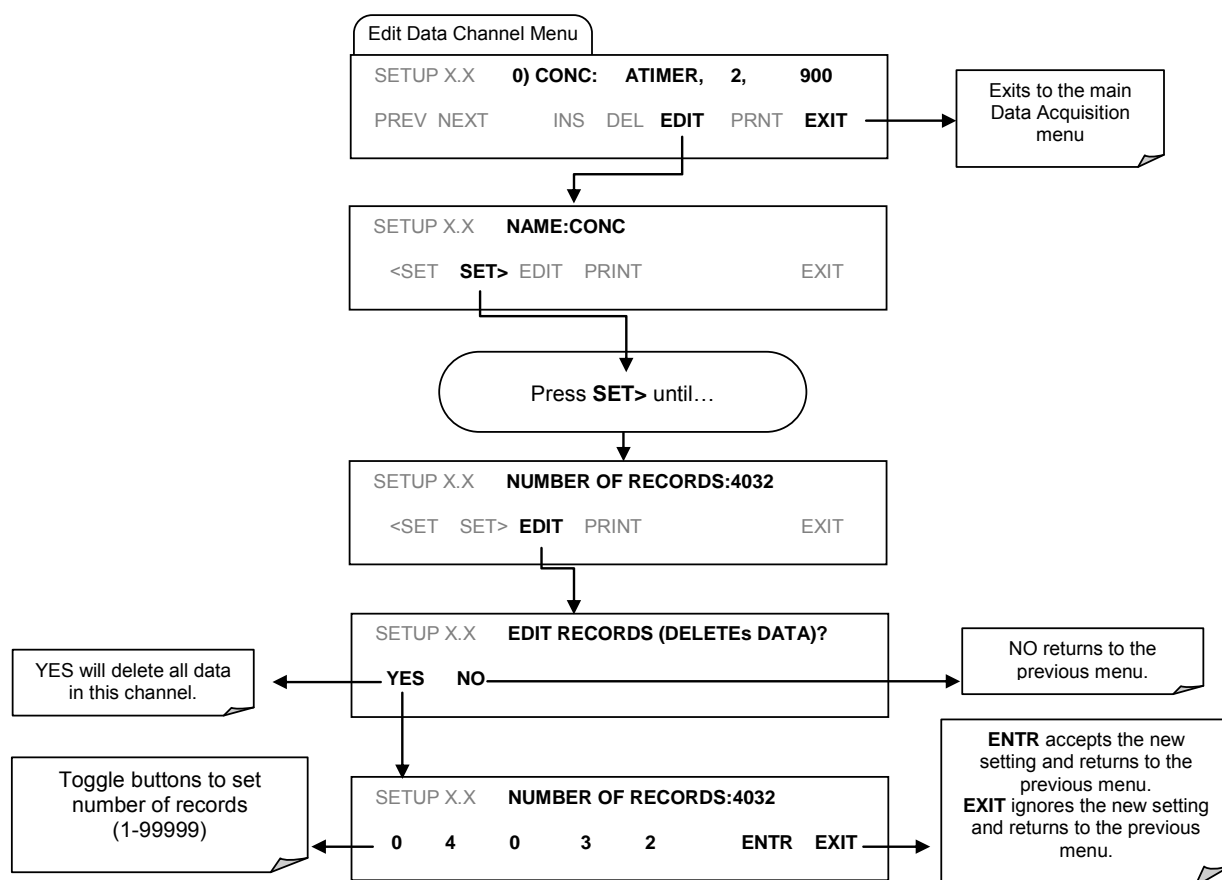 Edit Data Channel Menu
SETUP X.X 0) CONC: ATIMER, 2, 900
PREV NEXT INS DEL EDIT PRNT EXIT
Exits to the main
Data Acquisition
menu
SETUP X.X NAME:CONC
<SET SET> EDIT PRINT EXIT
Press SET> until…
SETUP X.X NUMBER OF RECORDS:4032
<SET SET> EDIT PRINT EXIT
SETUP X.X EDIT RECORDS (DELETEs DATA)?
YES NO
YES will delete all data
in this channel.
NO returns to the
previous menu.
Toggle buttons to set
number of records
(1-99999)
SETUP X.X NUMBER OF RECORDS:4032
0 4 0 3 2 ENTR EXIT
ENTR accepts the new
setting and returns to the
previous menu.
EXIT ignores the new setting
and returns to the previous
menu.